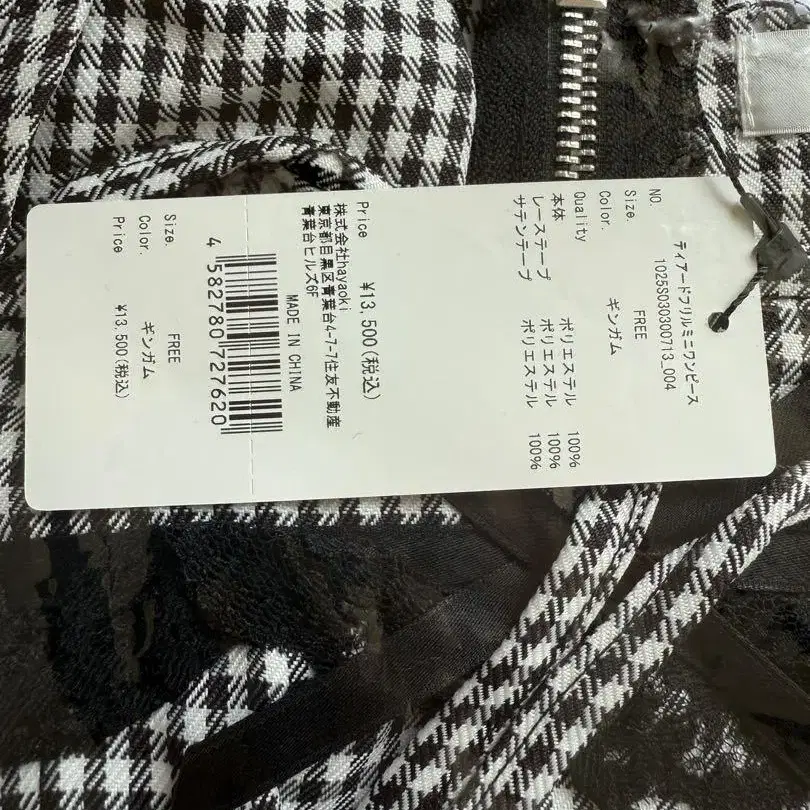 NO.
ティアードフリルミニワンピース
1025S030300713_004
Size. FREE
Color. ギンガム
Quality
本体 ポリエステル 100%
レーステープ ポリエステル 100%
サテンテープ ポリエステル 100%
Price ¥13,500(税込)
株式会社hayaoki
東京都目黒区青葉台4-7-7住友不動産
青葉台ヒルズ6F
MADE IN CHINA
4 582780 727620
Size. FREE
Color. ギンガム
Price ¥13,500(税込)